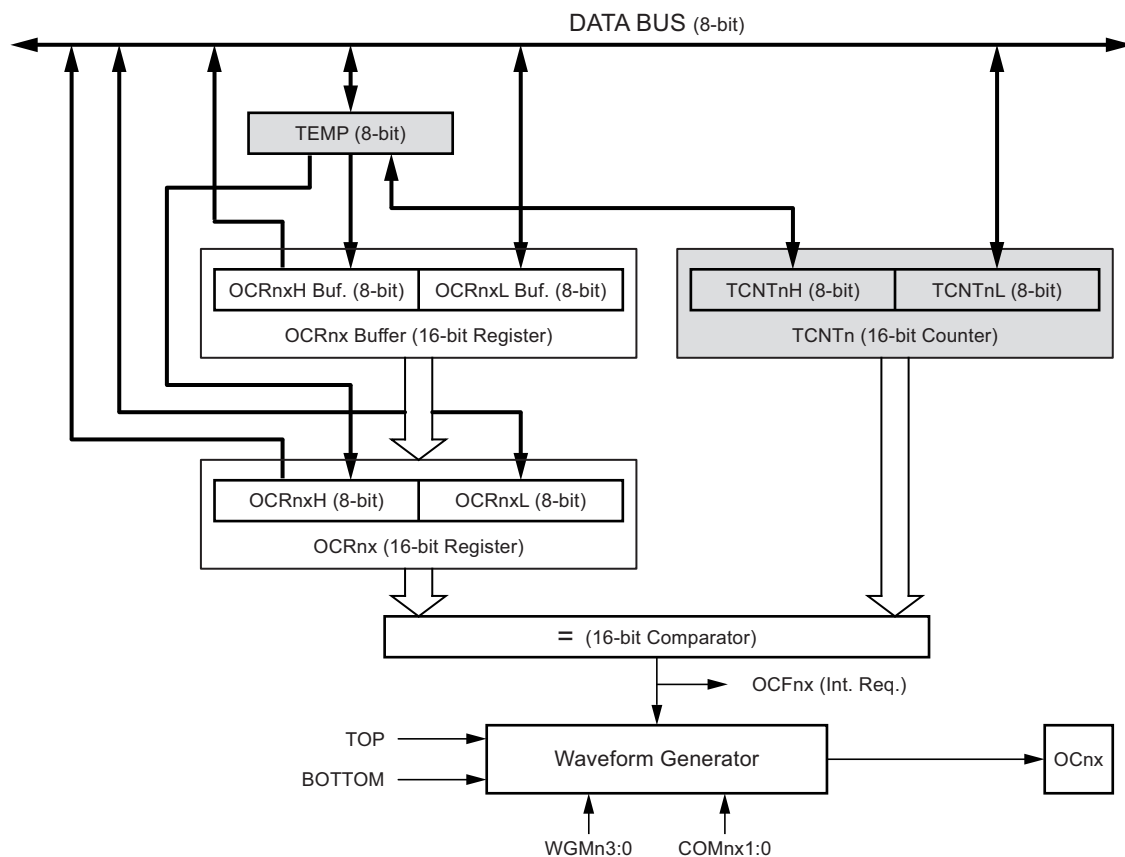 DATA BUS (8-bit)
TEMP (8-bit)
OCRnxH Buf. (8-bit)
OCRnxL Buf. (8-bit)
TCNTnH (8-bit)
TCNTnL (8-bit)
OCRnx Buffer (16-bit Register)
TCNTn (16-bit Counter)
OCRnxH (8-bit)
OCRnxL (8-bit)
OCRnx (16-bit Register)
= (16-bit Comparator)
OCFnx (Int. Req.)
TOP
BOTTOM
Waveform Generator
OCnx
WGMn3:0
COMnx1:0